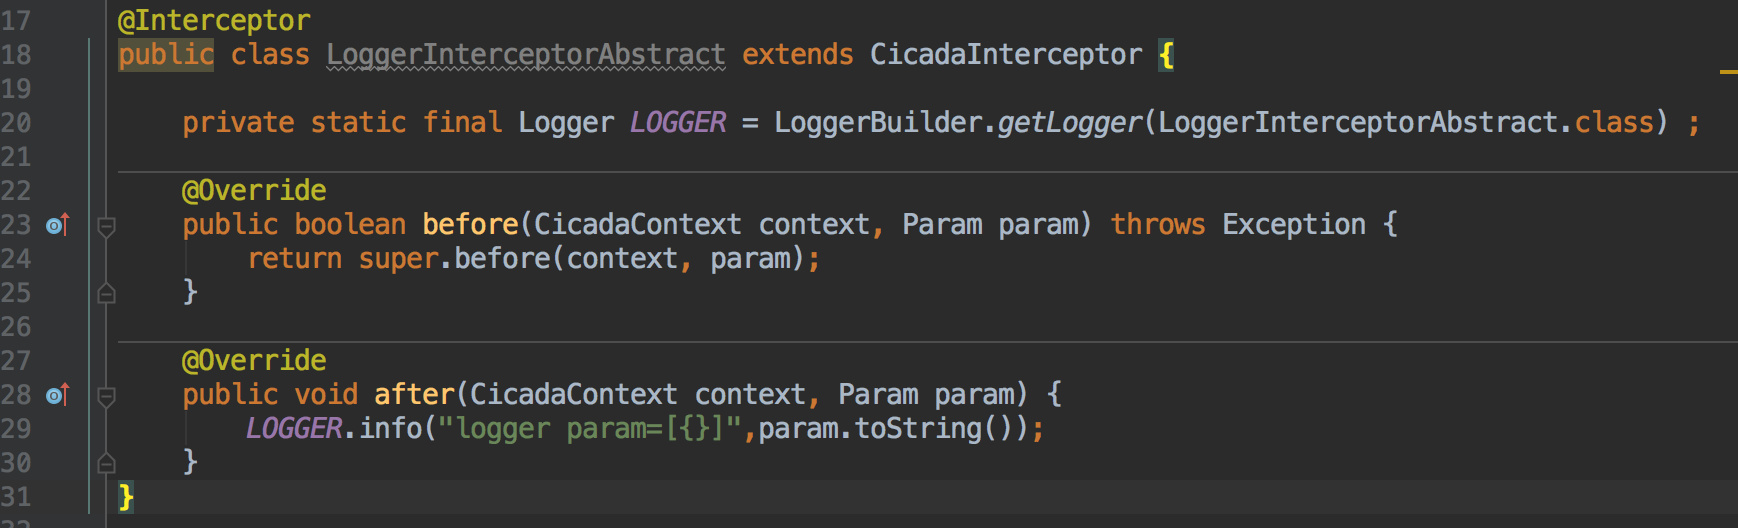 17 @Interceptor
18 public class LoggerInterceptorAbstract extends CicadaInterceptor {
19
20 private static final Logger LOGGER = LoggerBuilder.getLogger(LoggerInterceptorAbstract.class) ;
21
22 @Override
23 public boolean before(CicadaContext context, Param param) throws Exception {
24 return super.before(context, param);
25 }
26
27 @Override
28 public void after(CicadaContext context, Param param) {
29 LOGGER.info("logger param=[{}]",param.toString());
30 }
31 }
32